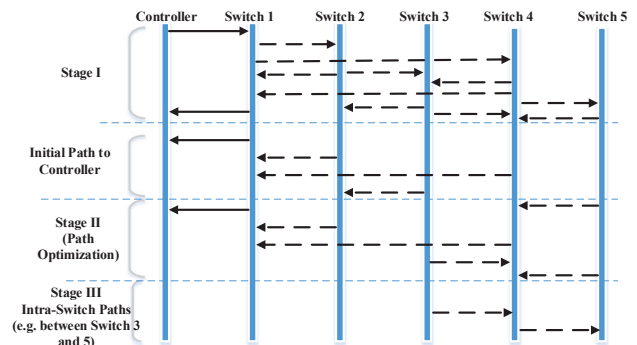 Controller Switch 1 Switch 2 Switch 3 Switch 4 Switch 5
Stage I
Initial Path to
Controller
Stage II
(Path
Optimization)
Stage III
Intra-Switch Paths
(e.g. between Switch 3
and 5)